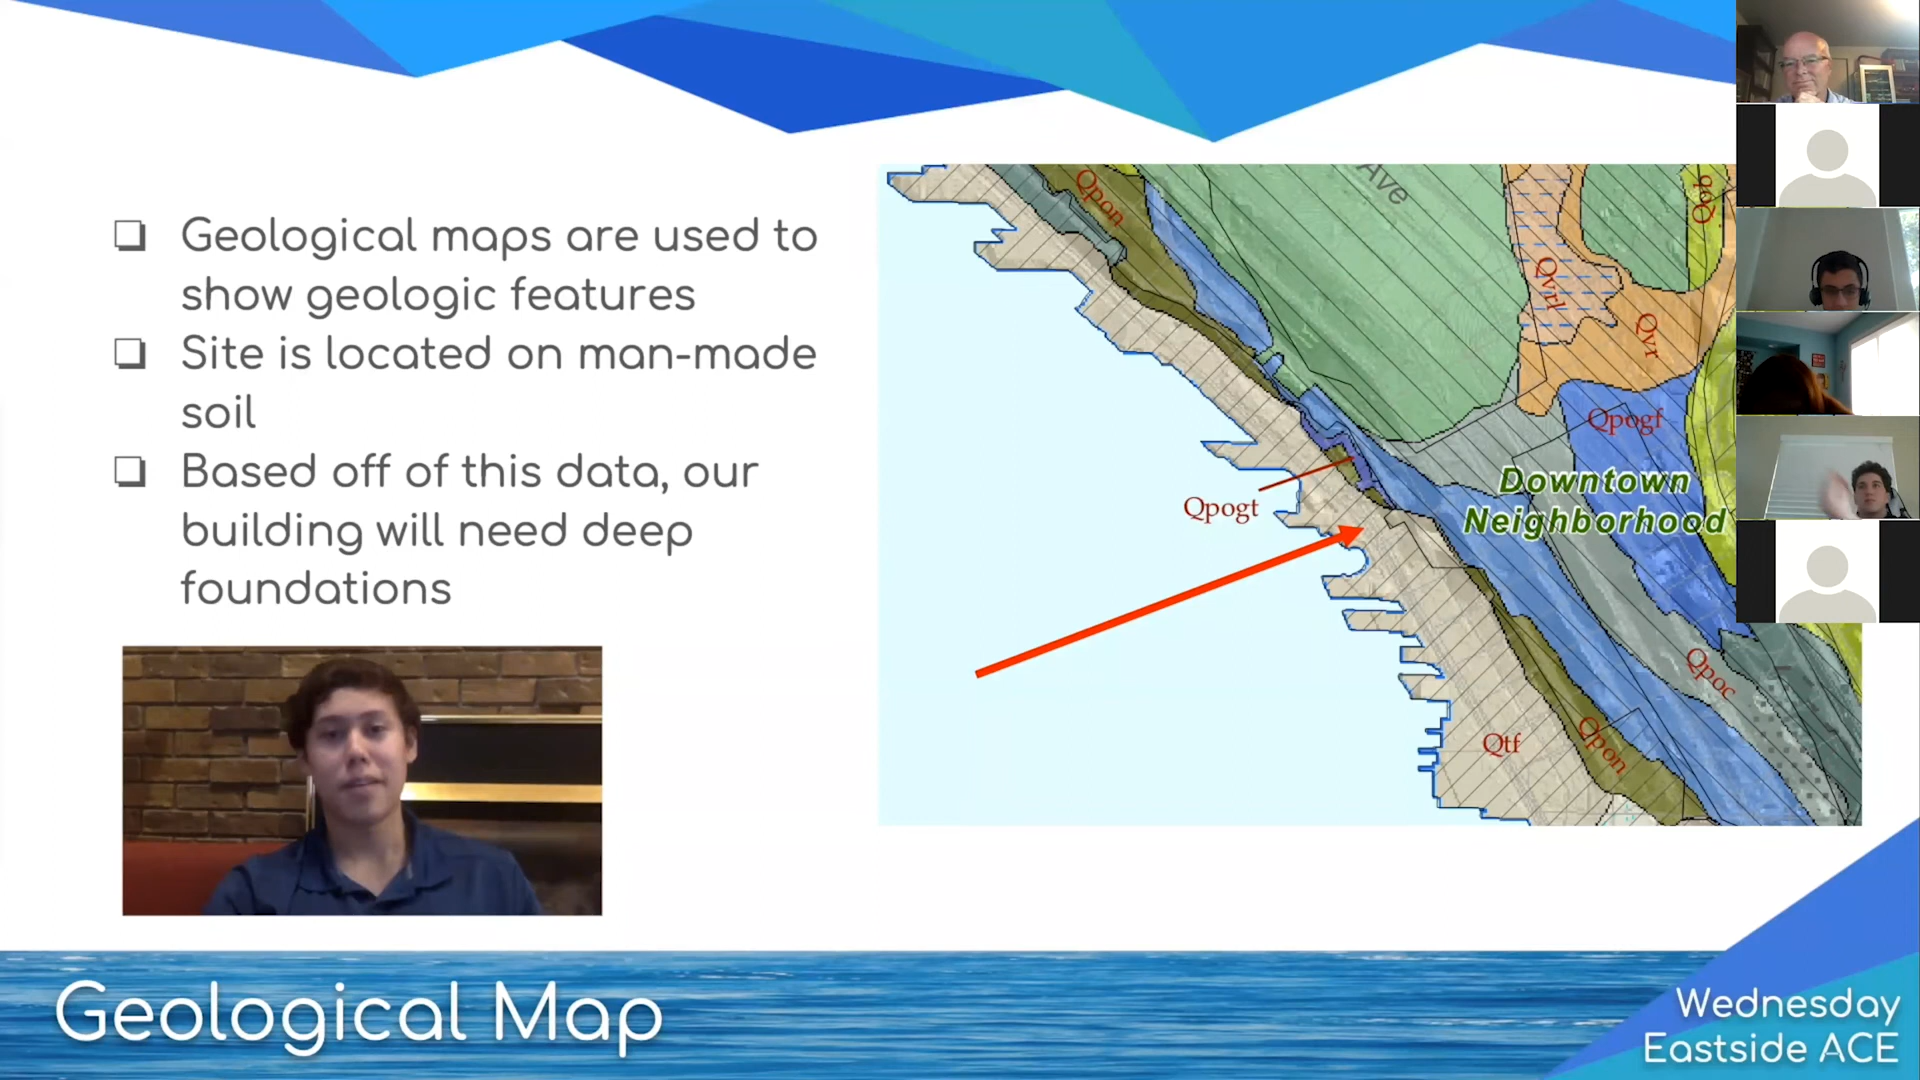 Geological maps are used to
show geologic features
Site is located on man-made
soil
Based off of this data, our
building will need deep
foundations
Qpon
Ave
Qvrl
Qvr
Qpogf
Downtown
Neighborhood
Qpogt
Qpoc
Qtf
Qpon
Geological Map
Wednesday
Eastside ACE